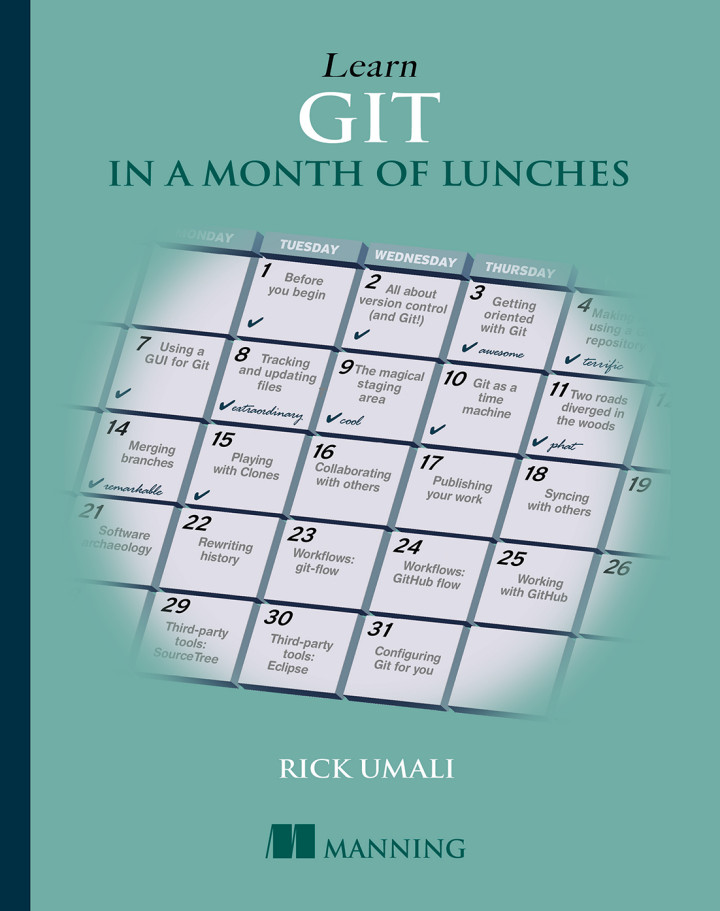 Learn
GIT
IN A MONTH OF LUNCHES
TUESDAY
WEDNESDAY
THURSDAY
1 Before
you begin
2 All about
version control
(and Git!)
3 Getting
oriented
with Git
awesome
4 Making
using a
repository
terrific
7 Using a
GUI for Git
8 Tracking
and updating
files
extraordinary
9 The magical
staging
area
cool
10 Git as a
time
machine
11 Two roads
diverged in
the woods
phat
14
Merging
branches
remarkable
15
Playing
with Clones
16
Collaborating
with others
17
Publishing
your work
18
Syncing
with others
19
21
Software
archaeology
22
Rewriting
history
23
Workflows:
git-flow
24
Workflows:
GitHub flow
25
Working
with GitHub
26
29
Third-party
tools:
SourceTree
30
Third-party
tools:
Eclipse
31
Configuring
Git for you
RICK UMALI
MANNING